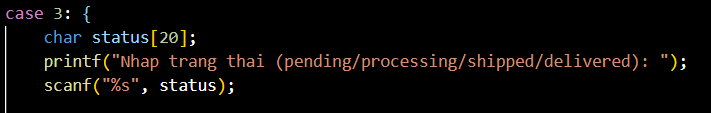 case 3: {
    char status[20];
    printf("Nhap trang thai (pending/processing/shipped/delivered): ");
    scanf("%s", status);